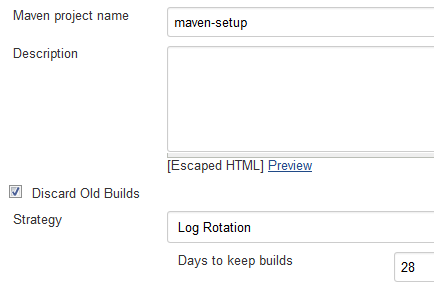 Maven project name
maven-setup
Description
[Escaped HTML] Preview
Discard Old Builds
Strategy
Log Rotation
Days to keep builds
28